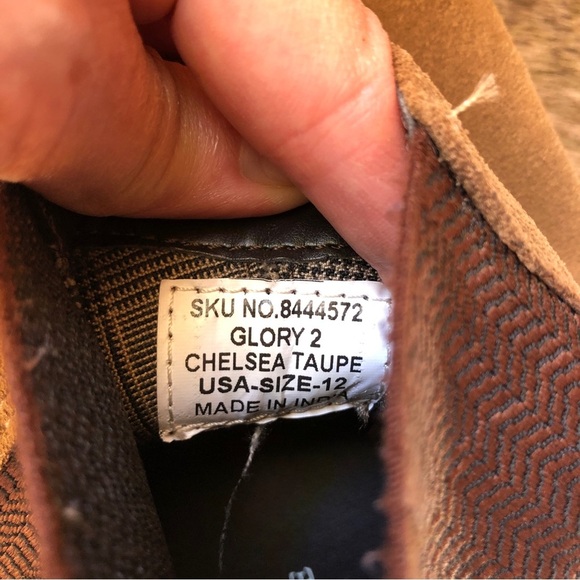 SKU NO.8444572
GLORY 2
CHELSEA TAUPE
USA-SIZE-12
MADE IN INDIA